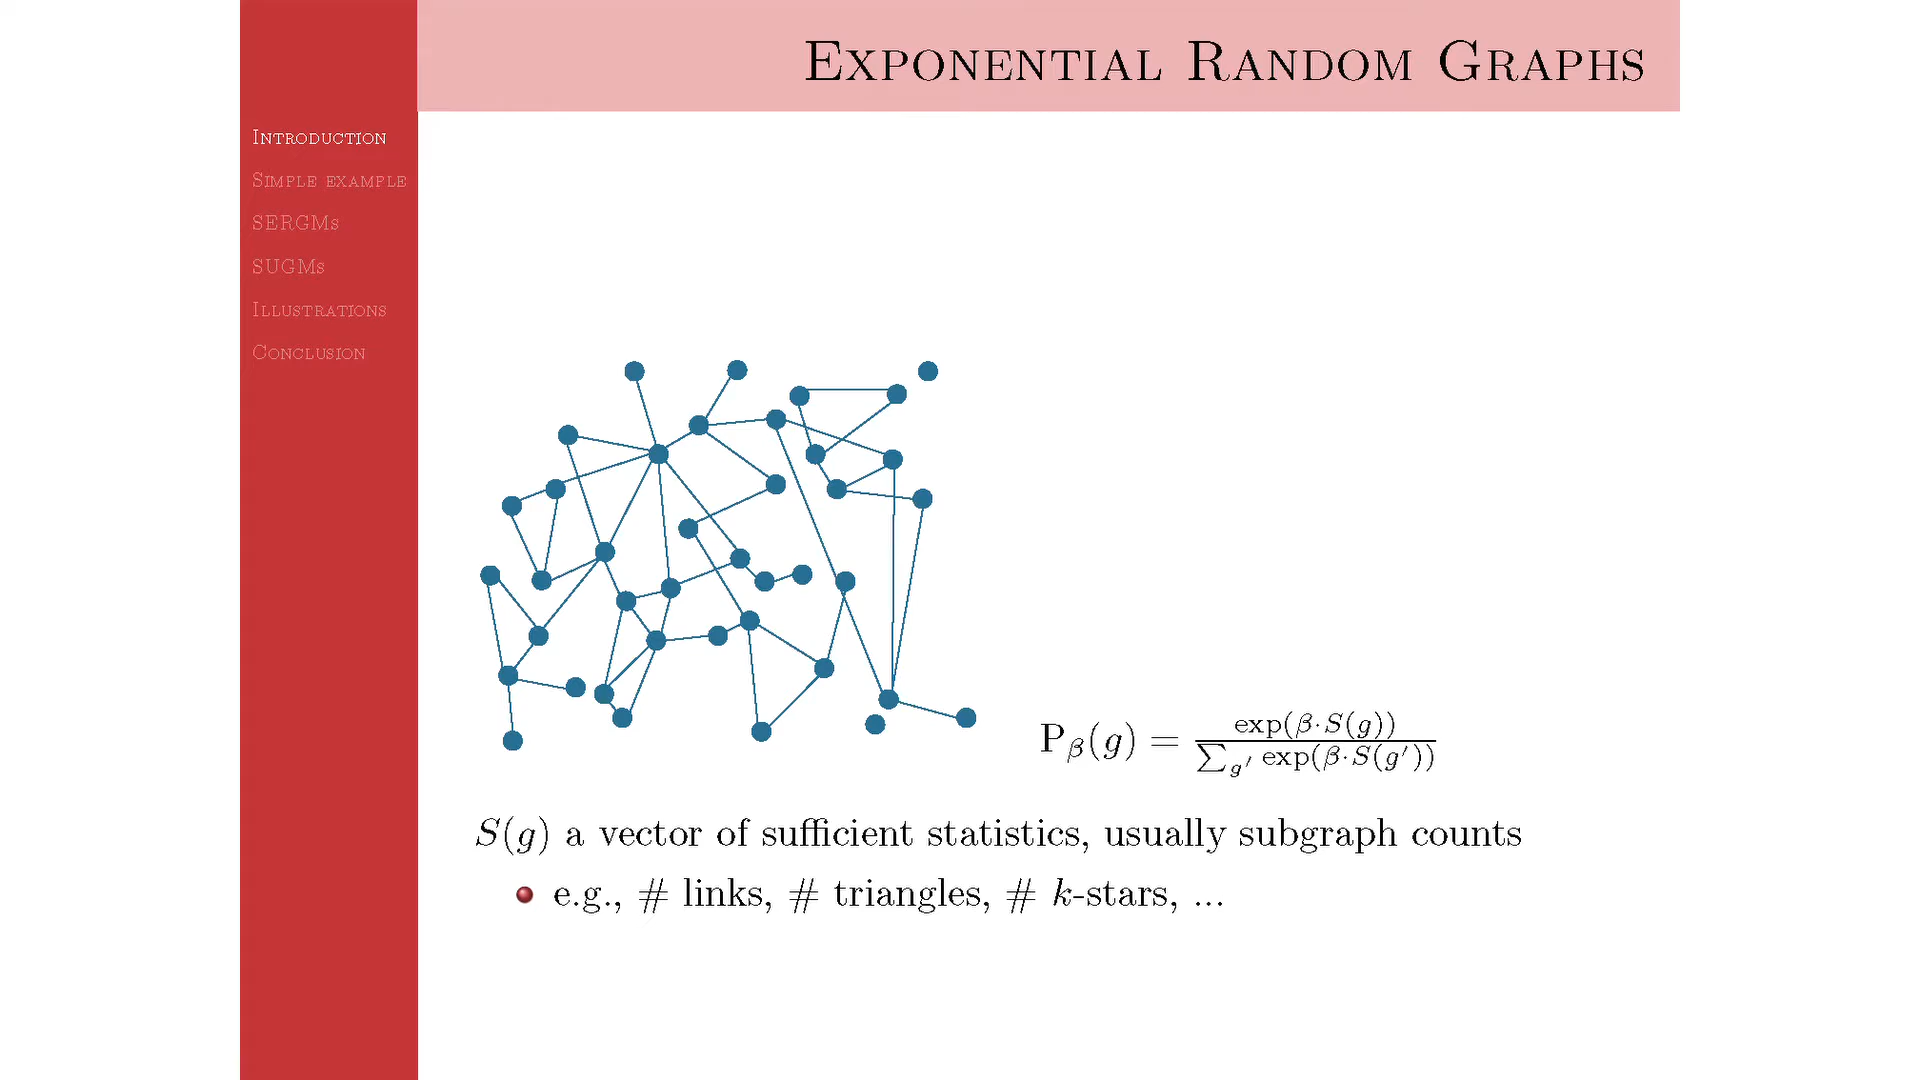 Exponential Random Graphs
Introduction
Simple example
SERGMs
SUGMs
Illustrations
Conclusion
P_β(g) = exp(β·S(g)) / ∑_{g′} exp(β·S(g′))
S(g) a vector of sufficient statistics, usually subgraph counts
e.g., # links, # triangles, # k-stars, ...